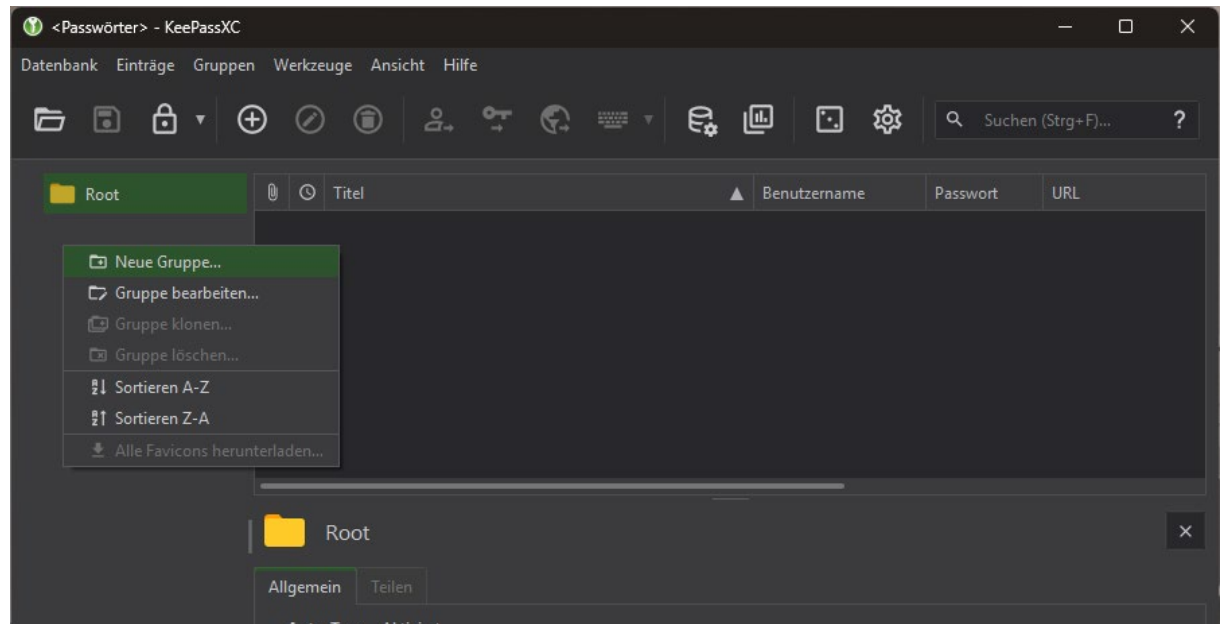 <Passwörter> - KeePassXC
Datenbank Einträge Gruppen Werkzeuge Ansicht Hilfe
Suchen (Strg+F)... ?
Root
Titel Benutzername Passwort URL
Neue Gruppe...
Gruppe bearbeiten...
Gruppe klonen...
Gruppe löschen...
Sortieren A-Z
Sortieren Z-A
Alle Favicons herunterladen...
Root
Allgemein Teilen